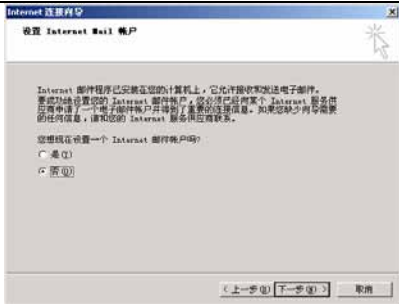 Internet 连接向导
设置 Internet Mail 帐户
Internet 邮件程序已安装在您的计算机上，它允许接收和发送电子邮件。
要成功地设置您的 Internet 邮件帐户，您必须已经向某个 Internet 服务供
应商申请了一个电子邮件帐户并得到了重要的连接信息。如果您缺少向导需要
的任何信息，请和您的 Internet 服务供应商联系。
您想现在设置一个 Internet 邮件帐户吗?
是(Y)
否(O)
< 上一步(B) 下一步(N) > 取消